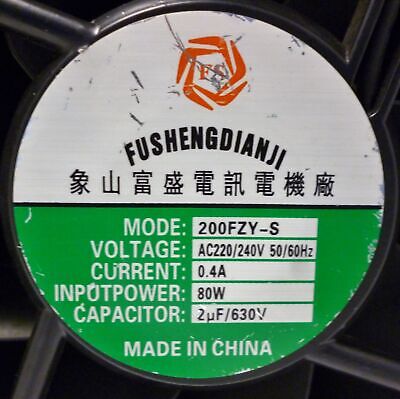 FS
FUSHENGDIANJI
象山富盛電訊電機廠
MODE: 200FZY-S
VOLTAGE: AC220/240V 50/60Hz
CURRENT: 0.4A
INPUTPOWER: 80W
CAPACITOR: 2μF/630V
MADE IN CHINA